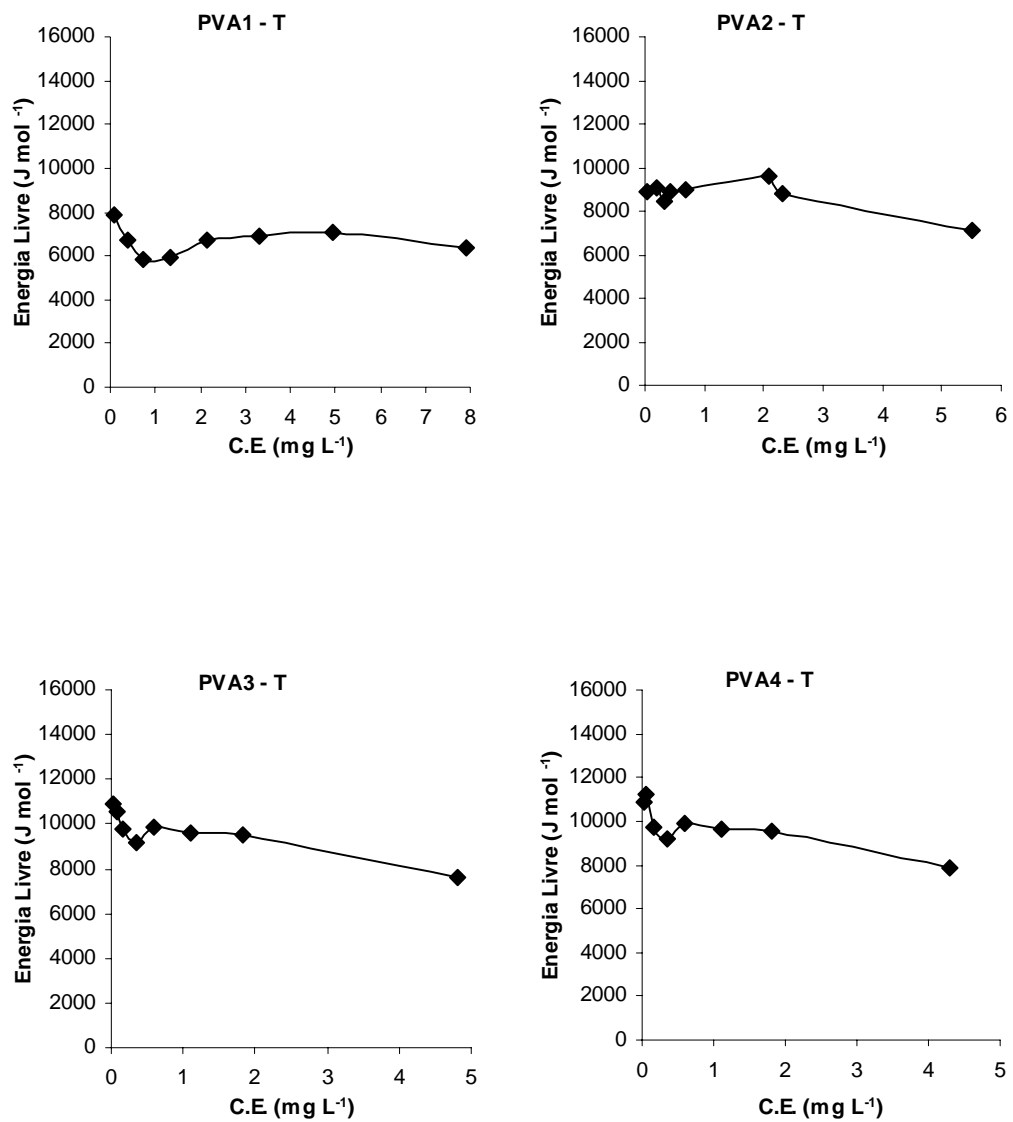 PVA1 - T
16000
14000
12000
10000
8000
6000
4000
2000
0
Energia Livre (J mol -1)
0 1 2 3 4 5 6 7 8
C.E. (mg L-1)
PVA2 - T
16000
14000
12000
10000
8000
6000
4000
2000
0
Energia Livre (J mol -1)
0 1 2 3 4 5 6
C.E. (mg L-1)
PVA3 - T
16000
14000
12000
10000
8000
6000
4000
2000
0
Energia Livre (J mol -1)
0 1 2 3 4 5
C.E. (mg L-1)
PVA4 - T
16000
14000
12000
10000
8000
6000
4000
2000
0
Energia Livre (J mol -1)
0 1 2 3 4 5
C.E. (mg L-1)